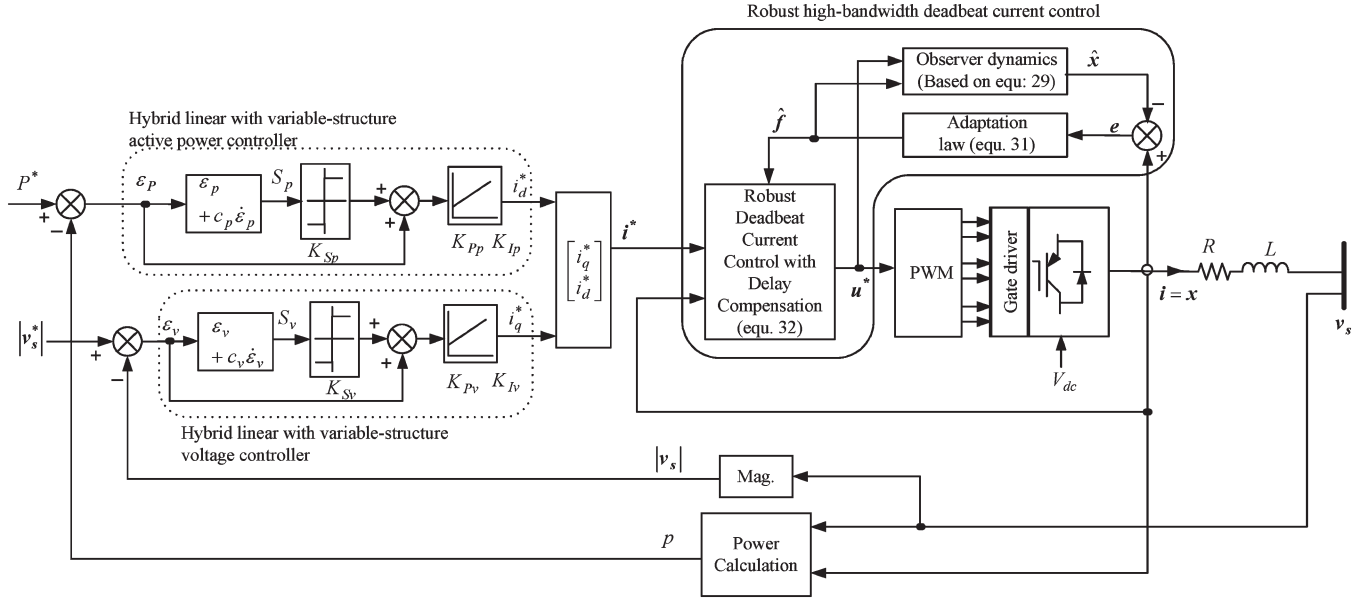 Robust high-bandwidth deadbeat current control
Observer dynamics
(Based on equ: 29)
x̂
−
f̂
Adaptation
law (equ. 31)
e
+
Hybrid linear with variable-structure
active power controller
P*
+
−
ε_P
ε_p
+ c_p ε̇_p
S_p
K_Sp
+
+
K_Pp K_Ip
i_d*
i_q*
i_d*
i*
Robust
Deadbeat
Current
Control with
Delay
Compensation
(equ. 32)
u*
PWM
Gate driver
V_dc
i = x
R
L
v_s
|v_s*|
+
−
ε_v
ε_v
+ c_v ε̇_v
S_v
K_Sv
+
+
K_Pv K_Iv
i_q*
Hybrid linear with variable-structure
voltage controller
|v_s|
Mag.
p
Power
Calculation